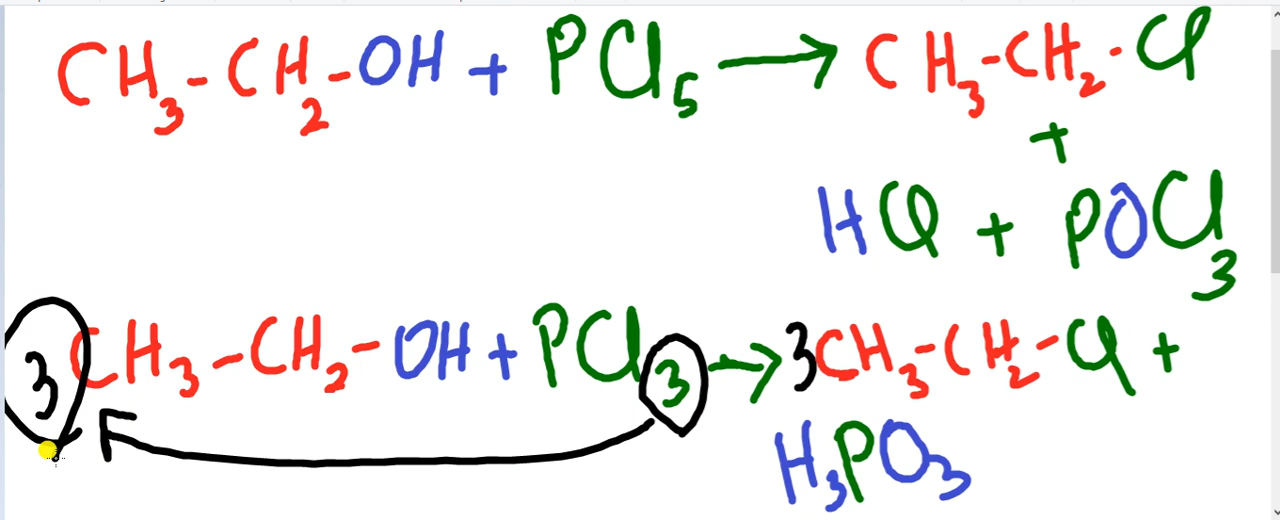 CH3-CH2-OH + PCl5 → CH3-CH2-Cl
+
HCl + POCl3
3CH3-CH2-OH + PCl3 → 3CH3-CH2-Cl +
H3PO3